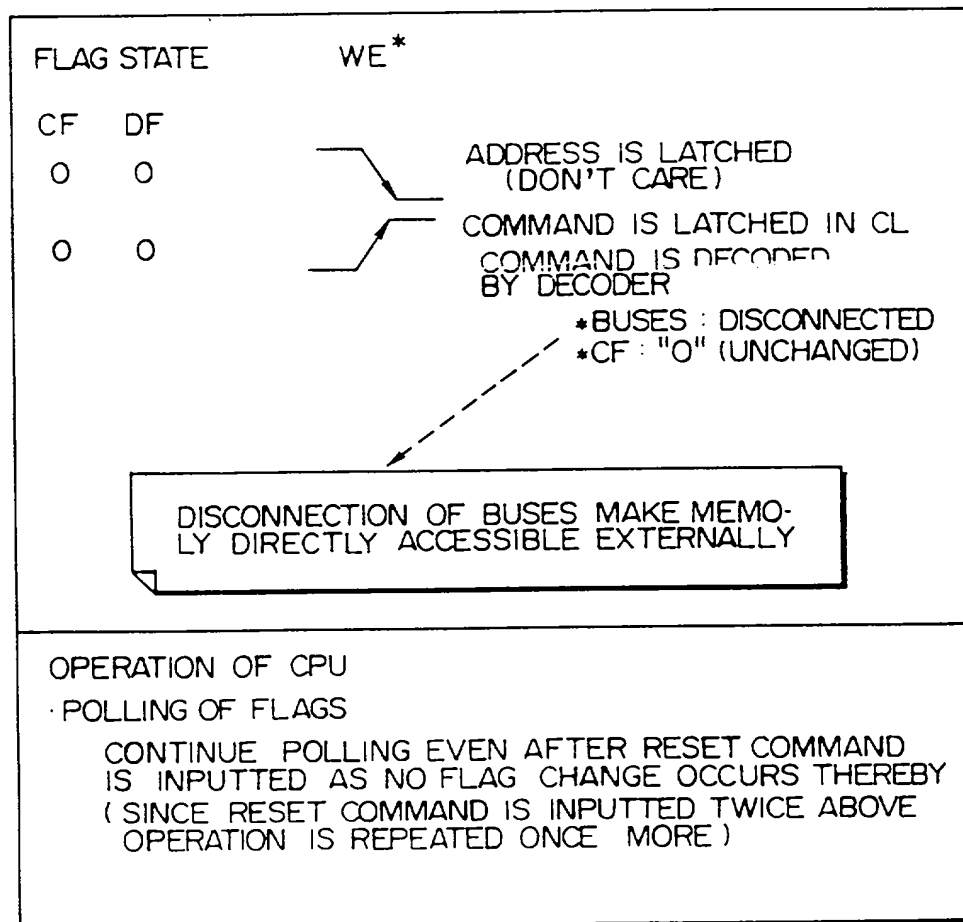 FLAG STATE WE*
CF DF
0 0
ADDRESS IS LATCHED
(DON'T CARE)
0 0
COMMAND IS LATCHED IN CL
COMMAND IS DECODED
BY DECODER
*BUSES : DISCONNECTED
*CF : "0" (UNCHANGED)
DISCONNECTION OF BUSES MAKE MEMO-
LY DIRECTLY ACCESSIBLE EXTERNALLY
OPERATION OF CPU
· POLLING OF FLAGS
CONTINUE POLLING EVEN AFTER RESET COMMAND
IS INPUTTED AS NO FLAG CHANGE OCCURS THEREBY
( SINCE RESET COMMAND IS INPUTTED TWICE ABOVE
OPERATION IS REPEATED ONCE MORE )